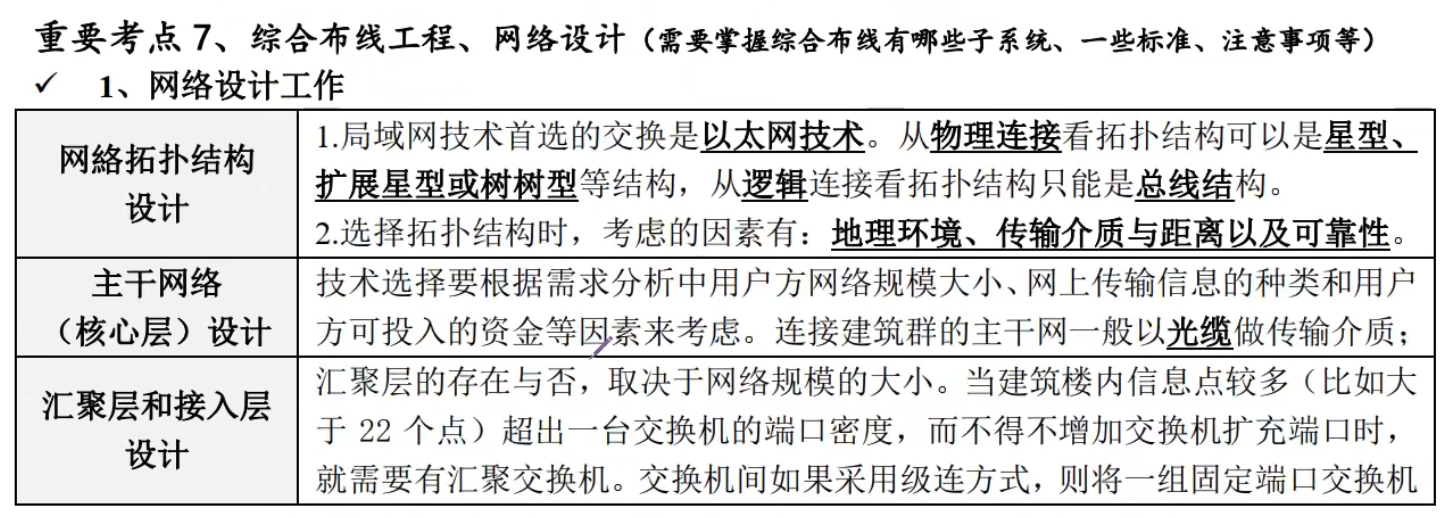 重要考点 7、综合布线工程、网络设计（需要掌握综合布线有哪些子系统、一些标准、注意事项等）
✓ 1、网络设计工作
网络拓扑结构
设计
1.局域网技术首选的交换是以太网技术。从物理连接看拓扑结构可以是星型、
扩展星型或树树型等结构，从逻辑连接看拓扑结构只能是总线结构。
2.选择拓扑结构时，考虑的因素有：地理环境、传输介质与距离以及可靠性。
主干网络
（核心层）设计
技术选择要根据需求分析中用户方网络规模大小、网上传输信息的种类和用户
方可投入的资金等因素来考虑。连接建筑群的主干网一般以光缆做传输介质；
汇聚层和接入层
设计
汇聚层的存在与否，取决于网络规模的大小。当建筑楼内信息点较多（比如大
于 22 个点）超出一台交换机的端口密度，而不得不增加交换机扩充端口时，
就需要有汇聚交换机。交换机间如果采用级连方式，则将一组固定端口交换机